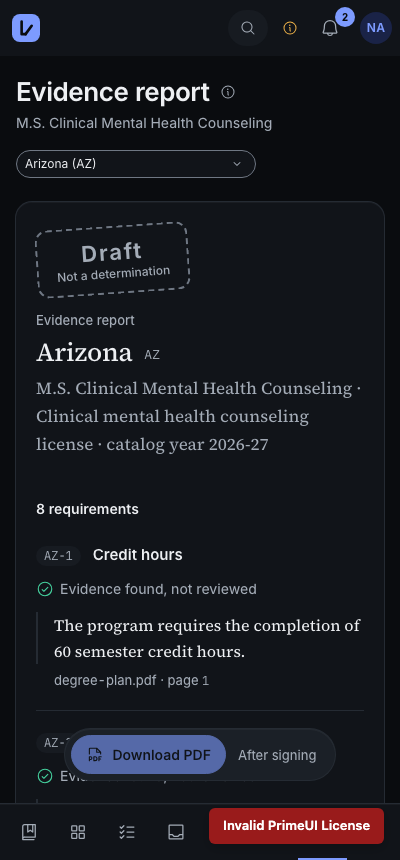 2
NA
Evidence report
M.S. Clinical Mental Health Counseling
Arizona (AZ)
Draft
Not a determination
Evidence report
Arizona AZ
M.S. Clinical Mental Health Counseling ·
Clinical mental health counseling
license · catalog year 2026-27
8 requirements
AZ-1 Credit hours
Evidence found, not reviewed
The program requires the completion of
60 semester credit hours.
degree-plan.pdf · page 1
PDF Download PDF After signing
Invalid PrimeUI License